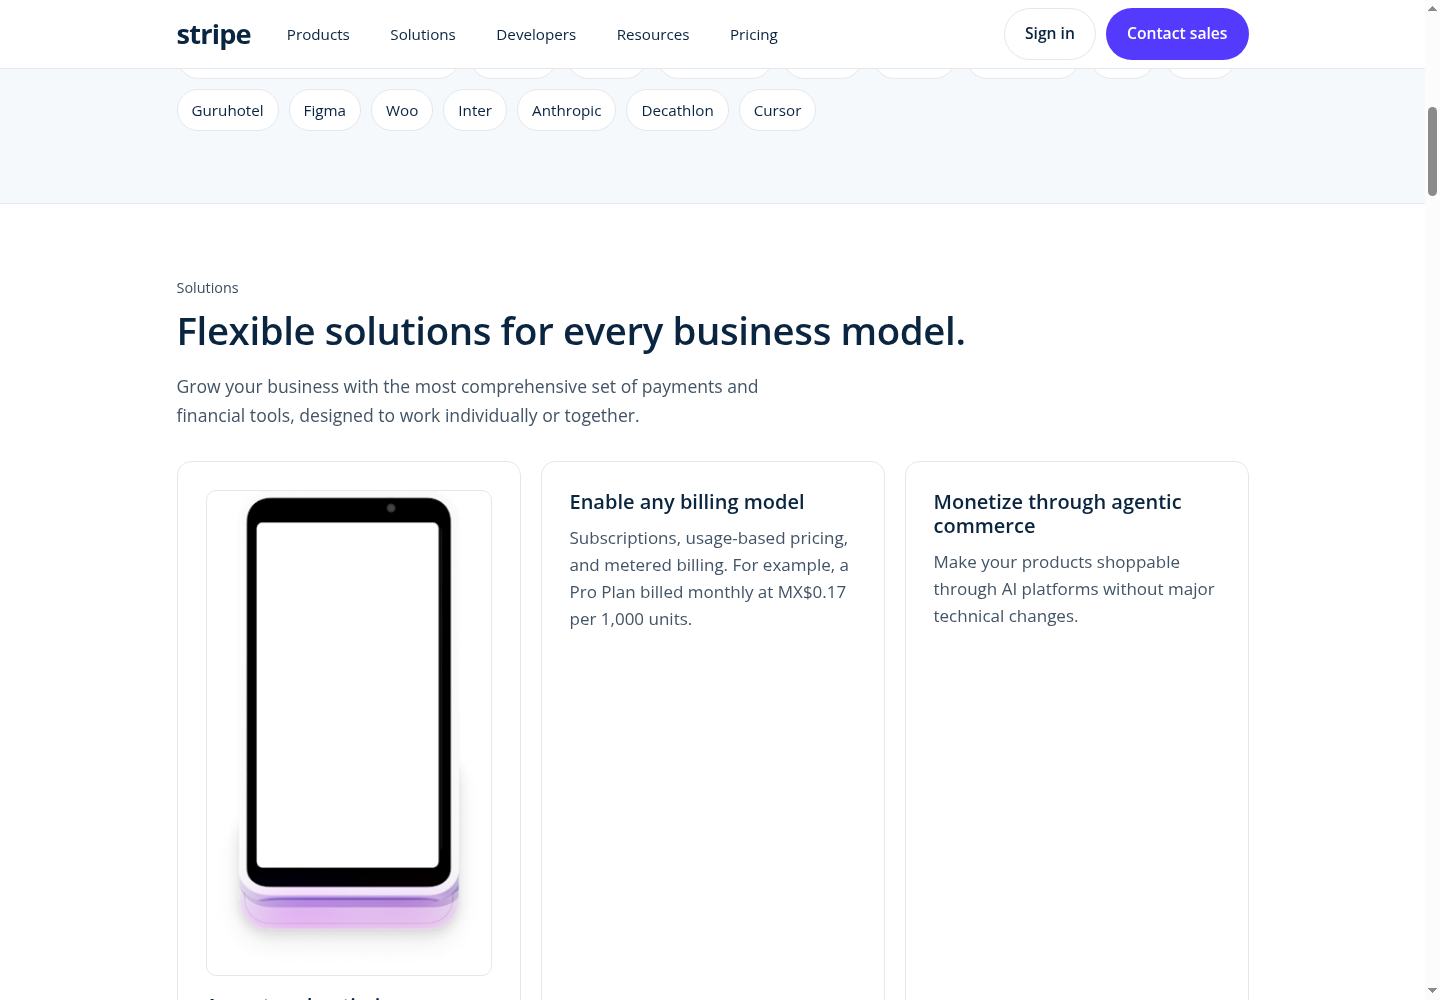 stripe
Products
Solutions
Developers
Resources
Pricing
Sign in
Contact sales
Guruhotel
Figma
Woo
Inter
Anthropic
Decathlon
Cursor
Solutions
Flexible solutions for every business model.
Grow your business with the most comprehensive set of payments and
financial tools, designed to work individually or together.
Enable any billing model
Subscriptions, usage-based pricing,
and metered billing. For example, a
Pro Plan billed monthly at MX$0.17
per 1,000 units.
Monetize through agentic
commerce
Make your products shoppable
through AI platforms without major
technical changes.